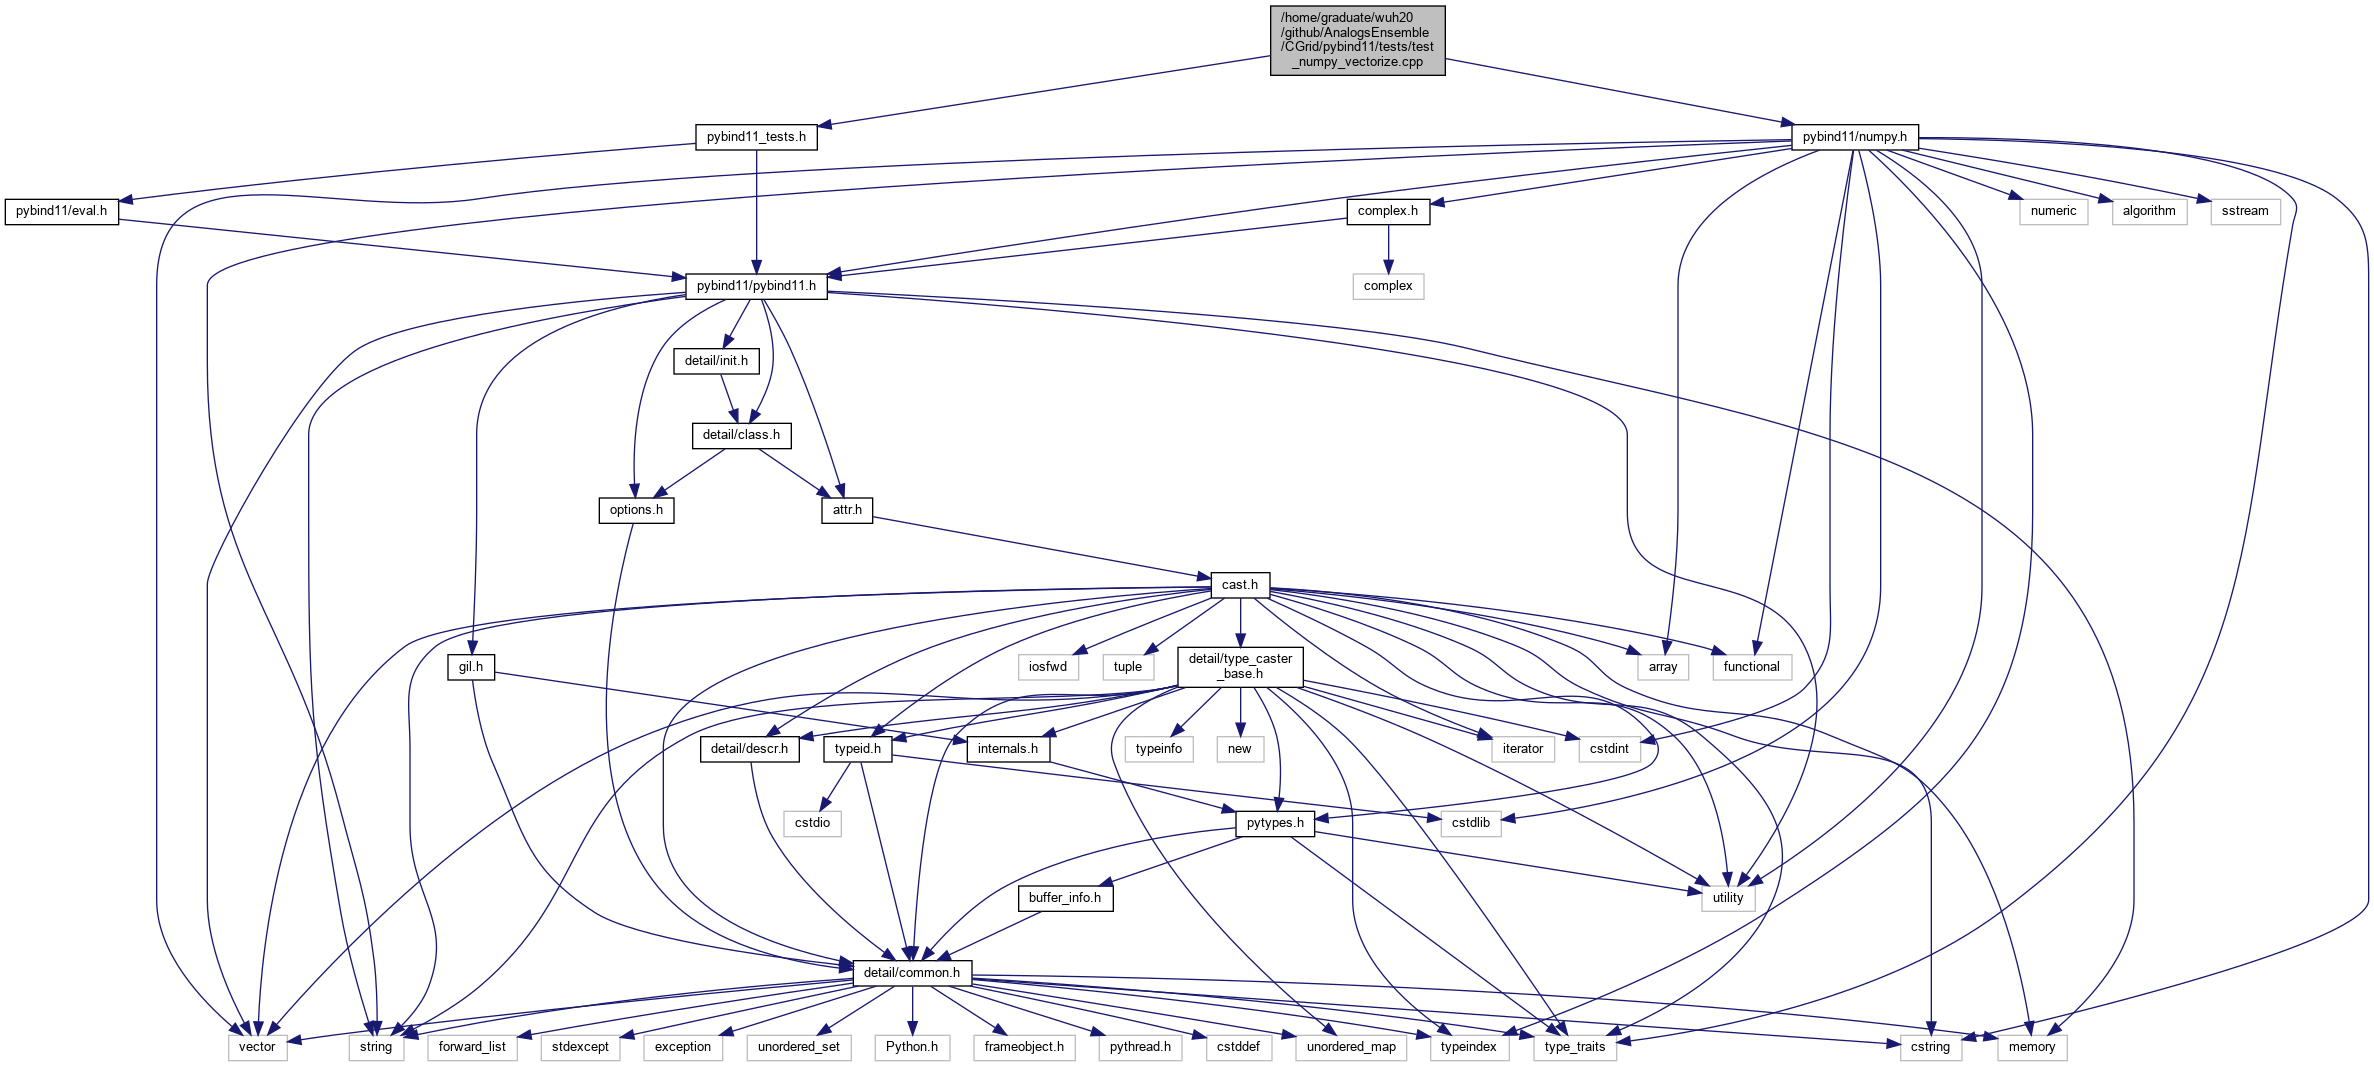 /home/graduate/wuh20
/github/AnalogsEnsemble
/CGrid/pybind11/tests/test
_numpy_vectorize.cpp
pybind11_tests.h
pybind11/numpy.h
pybind11/eval.h
complex.h
numeric
algorithm
sstream
pybind11/pybind11.h
complex
detail/init.h
detail/class.h
options.h
attr.h
cast.h
gil.h
iosfwd
tuple
detail/type_caster
_base.h
array
functional
detail/descr.h
typeid.h
internals.h
typeinfo
new
iterator
cstdint
cstdio
pytypes.h
cstdlib
buffer_info.h
utility
detail/common.h
vector
string
forward_list
stdexcept
exception
unordered_set
Python.h
frameobject.h
pythread.h
cstddef
unordered_map
typeindex
type_traits
cstring
memory